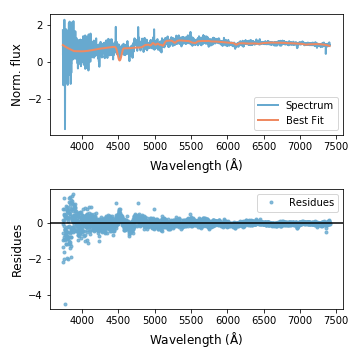 2
0
−2
Norm. flux
Spectrum
Best Fit
4000 4500 5000 5500 6000 6500 7000 7500
Wavelength (Å)
0
−2
−4
Residues
Residues
4000 4500 5000 5500 6000 6500 7000 7500
Wavelength (Å)